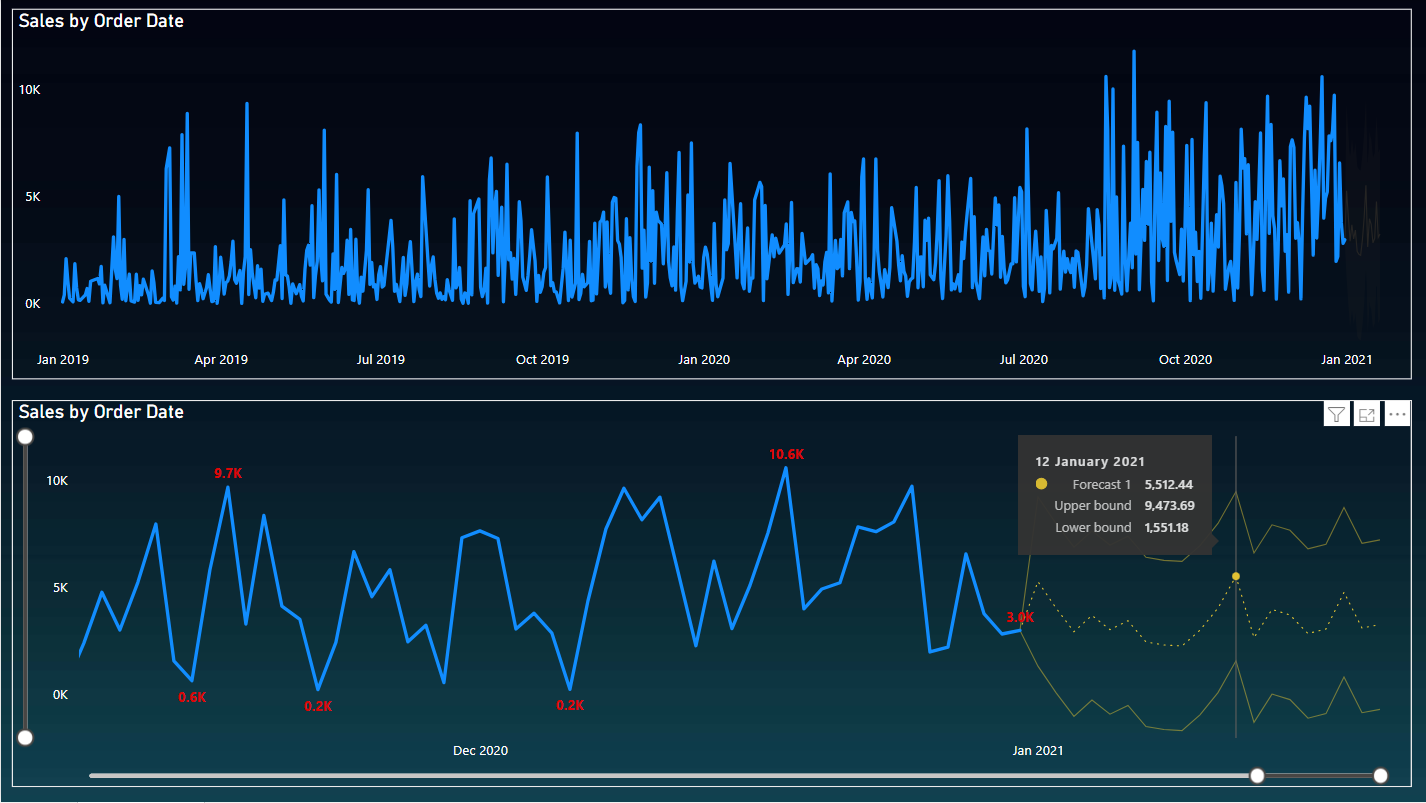 Sales by Order Date
10K
5K
0K
Jan 2019 Apr 2019 Jul 2019 Oct 2019 Jan 2020 Apr 2020 Jul 2020 Oct 2020 Jan 2021
Sales by Order Date
10K
5K
0K
9.7K
10.6K
0.6K
0.2K
0.2K
3.0K
12 January 2021
Forecast 1 5,512.44
Upper bound 9,473.69
Lower bound 1,551.18
Dec 2020 Jan 2021